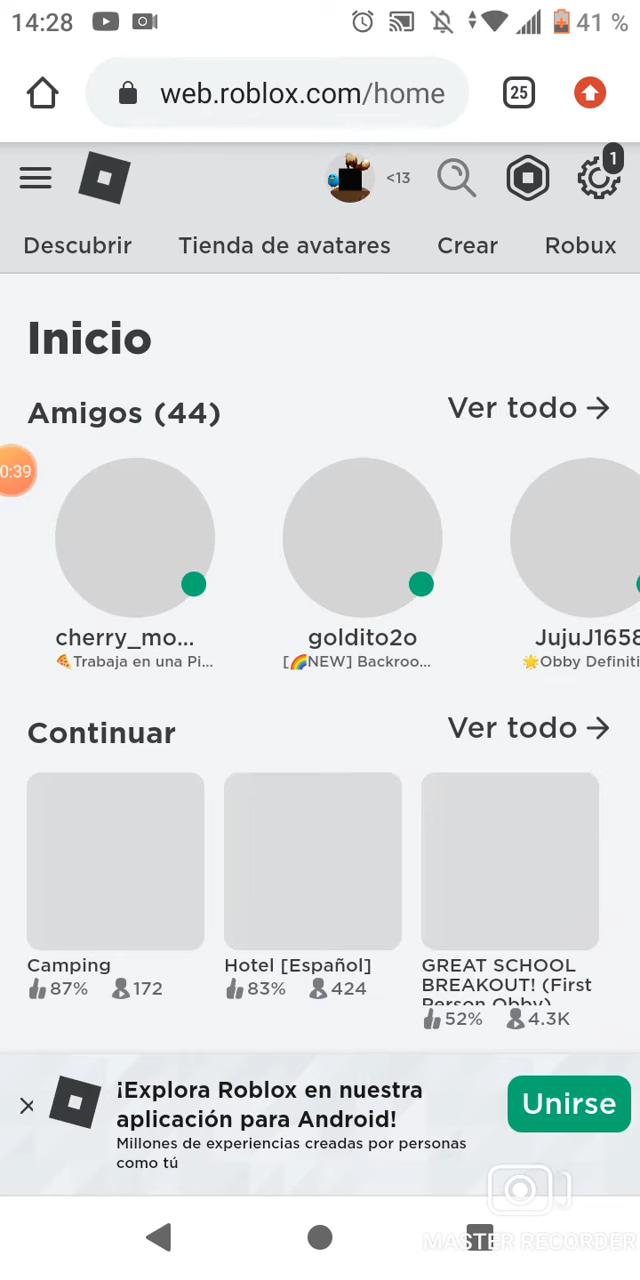 14:28
41 %
web.roblox.com/home
25
<13
1
Descubrir
Tienda de avatares
Crear
Robux
Inicio
Amigos (44)
Ver todo →
0:39
cherry_mo...
goldito2o
JujuJ1658
🍕Trabaja en una Pi...
[🌈NEW] Backroo...
🌟Obby Definiti
Continuar
Ver todo →
Camping
87% 172
Hotel [Español]
83% 424
GREAT SCHOOL
BREAKOUT! (First
Person Obby)
52% 4.3K
¡Explora Roblox en nuestra
aplicación para Android!
Millones de experiencias creadas por personas
como tú
Unirse
MASTER RECORDER